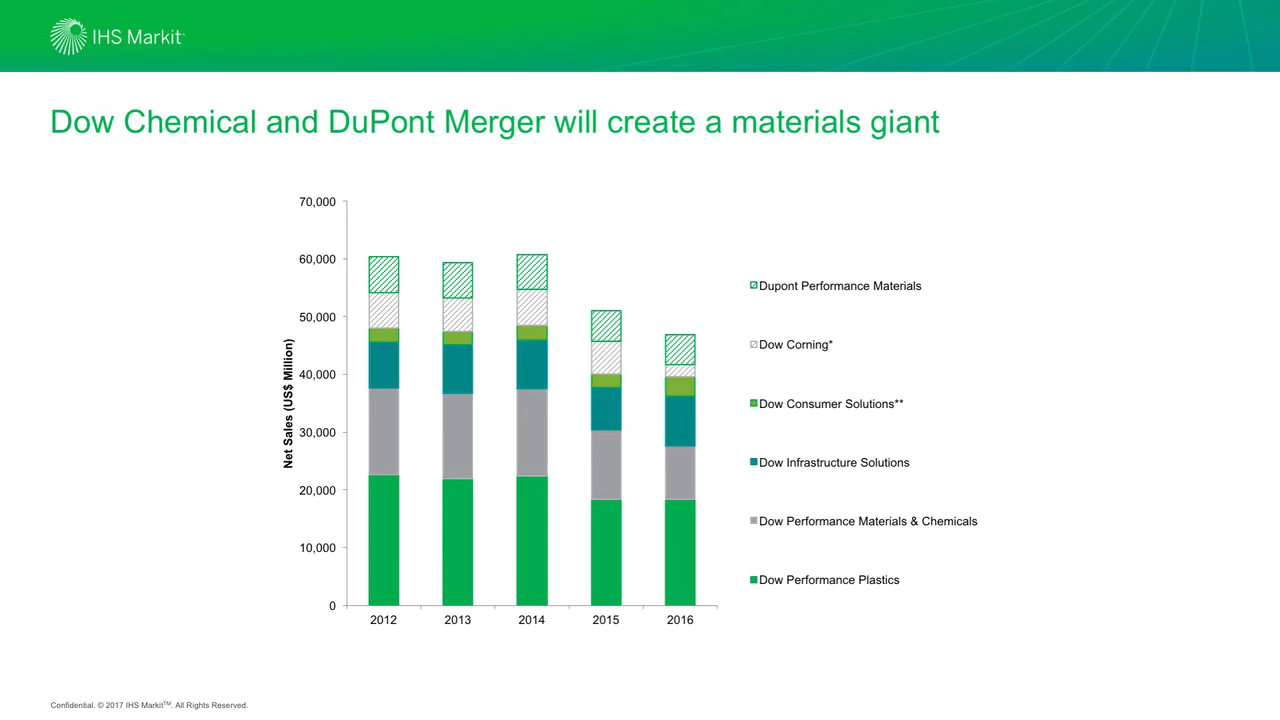 IHS Markit™
Dow Chemical and DuPont Merger will create a materials giant
Net Sales (US$ Million)
70,000
60,000
50,000
40,000
30,000
20,000
10,000
0
2012 2013 2014 2015 2016
Dupont Performance Materials
Dow Corning*
Dow Consumer Solutions**
Dow Infrastructure Solutions
Dow Performance Materials & Chemicals
Dow Performance Plastics
Confidential. © 2017 IHS Markit™. All Rights Reserved.